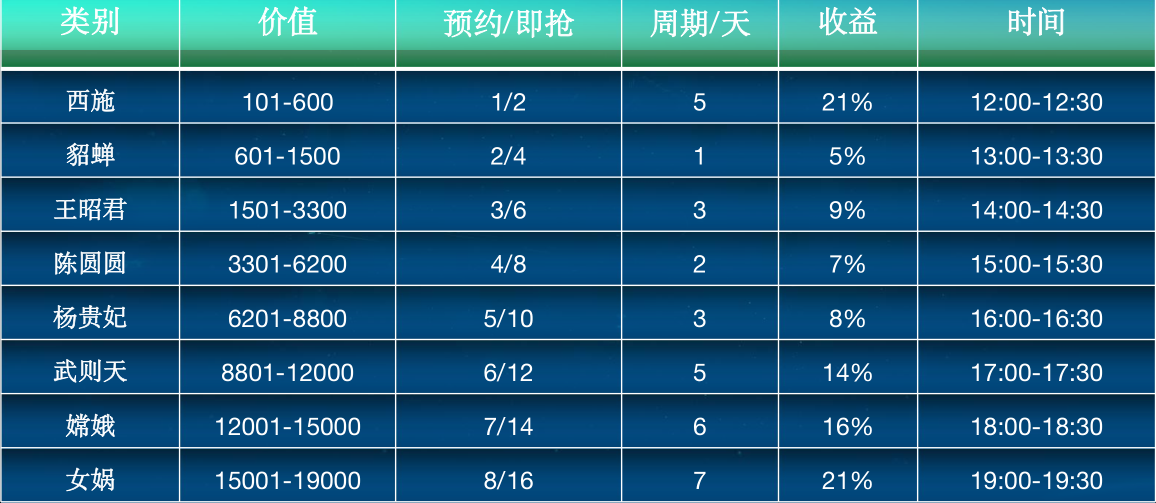 类别 价值 预约/即抢 周期/天 收益 时间
西施 101-600 1/2 5 21% 12:00-12:30
貂蝉 601-1500 2/4 1 5% 13:00-13:30
王昭君 1501-3300 3/6 3 9% 14:00-14:30
陈圆圆 3301-6200 4/8 2 7% 15:00-15:30
杨贵妃 6201-8800 5/10 3 8% 16:00-16:30
武则天 8801-12000 6/12 5 14% 17:00-17:30
嫦娥 12001-15000 7/14 6 16% 18:00-18:30
女娲 15001-19000 8/16 7 21% 19:00-19:30